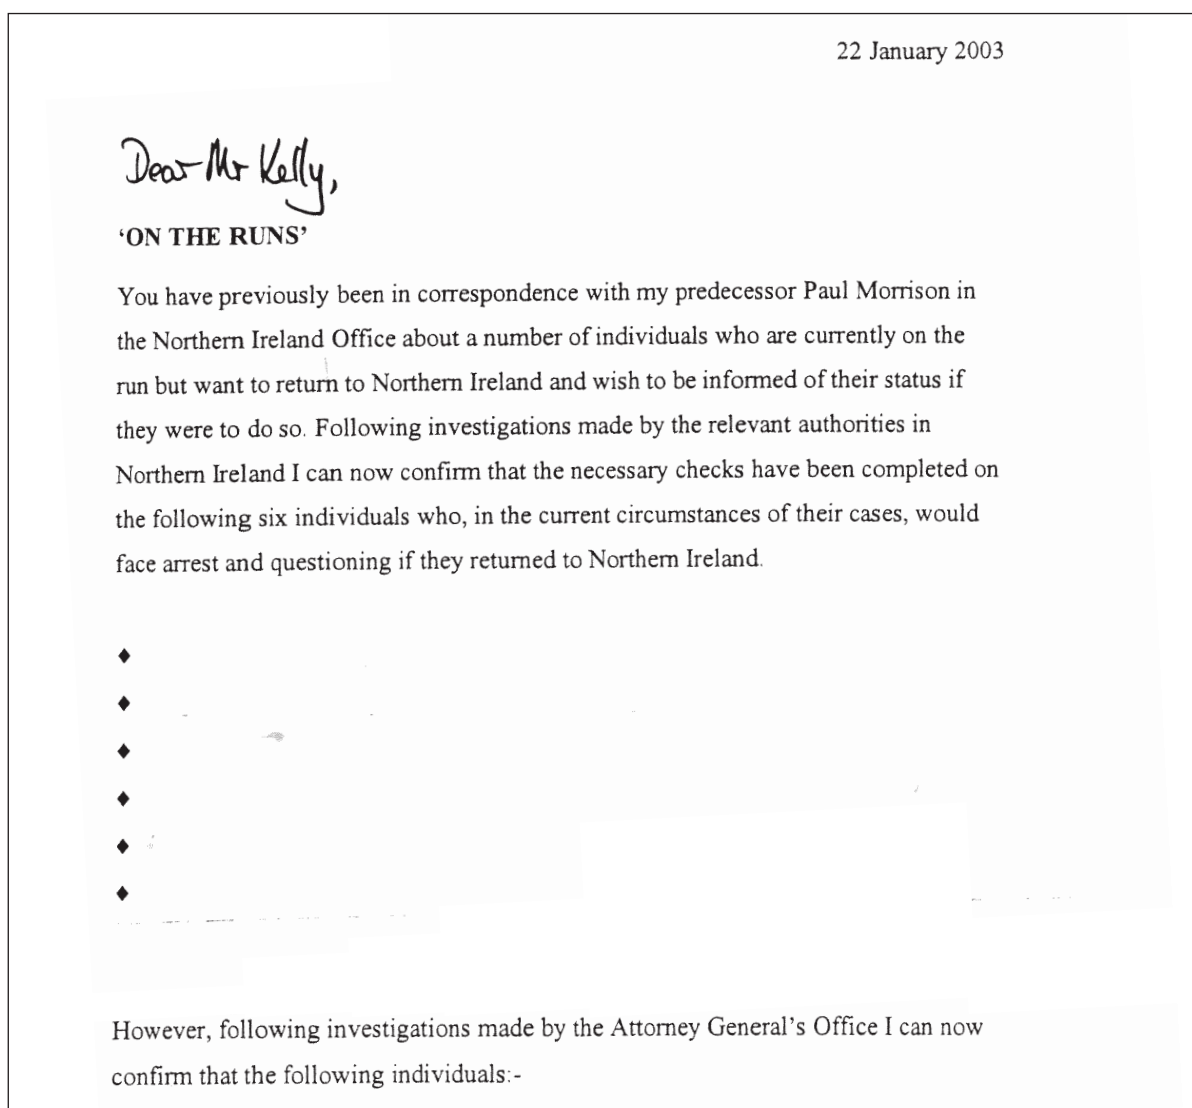 22 January 2003
Dear Mr Kelly,
‘ON THE RUNS’
You have previously been in correspondence with my predecessor Paul Morrison in
the Northern Ireland Office about a number of individuals who are currently on the
run but want to return to Northern Ireland and wish to be informed of their status if
they were to do so. Following investigations made by the relevant authorities in
Northern Ireland I can now confirm that the necessary checks have been completed on
the following six individuals who, in the current circumstances of their cases, would
face arrest and questioning if they returned to Northern Ireland.
♦
♦
♦
♦
♦
♦
However, following investigations made by the Attorney General’s Office I can now
confirm that the following individuals:-